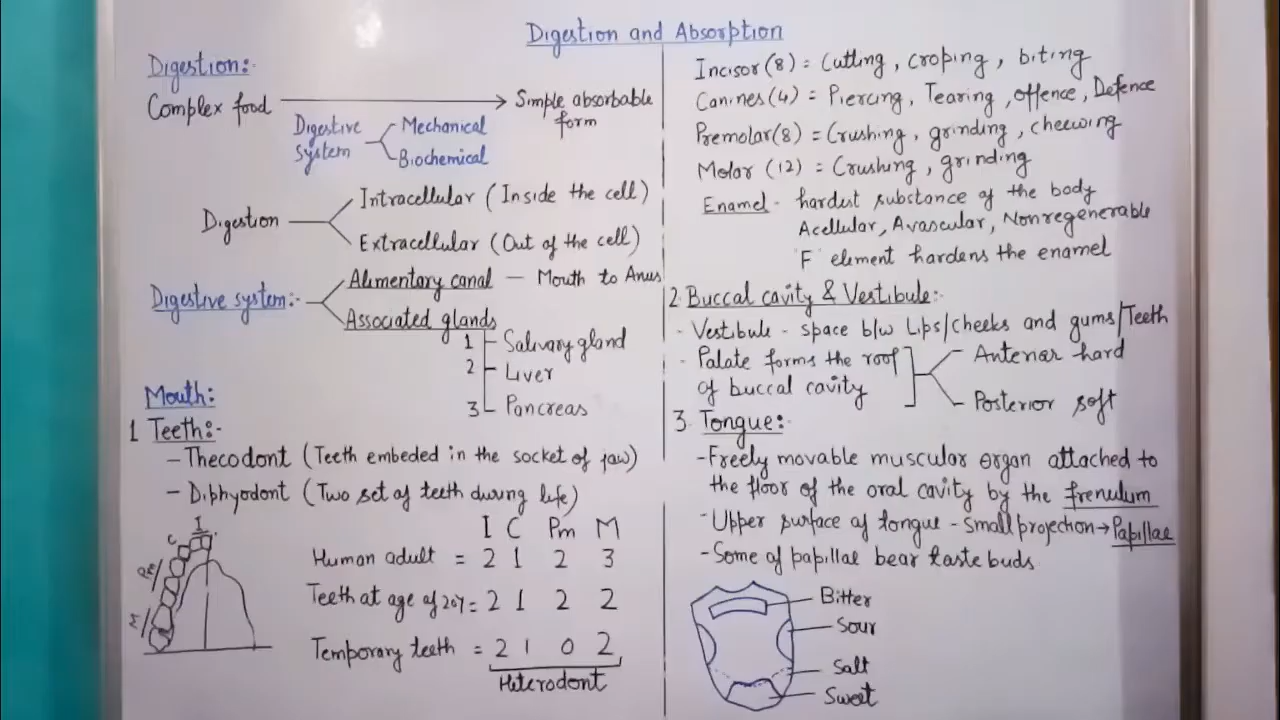 Digestion and Absorption
Digestion:-
Complex food → Simple absorbable form
Digestive system
Mechanical
Biochemical
Digestion
Intracellular (Inside the cell)
Extracellular (Out of the cell)
Digestive system:-
Alimentary canal — Mouth to Anus
Associated glands
1 Salivary gland
2 Liver
3 Pancreas
Mouth:
1 Teeth:-
- Thecodont (Teeth embeded in the socket of jaw)
- Diphyodont (Two set of teeth during life)
I C Pm M
Human adult = 2 1 2 3
Teeth at age of 20y = 2 1 2 2
Temporary teeth = 2 1 0 2
Heterodont
I
C
Pm
M
Incisor (8) = Cutting, croping, biting
Canines (4) = Piercing, Tearing, offence, Defence
Premolar (8) = Crushing, grinding, cheewing
Molar (12) = Crushing, grinding
Enamel - hardest substance of the body
Acellular, Avascular, Nonregenerable
"F" element hardens the enamel
2. Buccal cavity & Vestibule:-
- Vestibule - space b/w Lips/cheeks and gums/Teeth
- Palate forms the roof
of buccal cavity
Anterior hard
Posterior soft
3. Tongue:-
- Freely movable muscular organ attached to
the floor of the oral cavity by the frenulum
- Upper surface of tongue - Small projection → Papillae
- Some of papillae bear taste buds
Bitter
Sour
Salt
Sweet